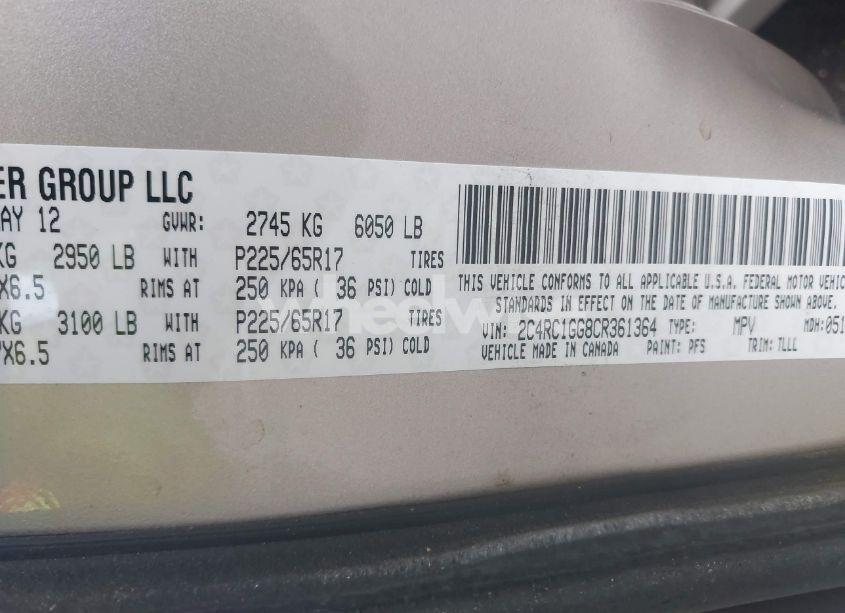 ER GROUP LLC
AY 12 GVWR: 2745 KG 6050 LB
KG 2950 LB WITH P225/65R17 TIRES
X6.5 RIMS AT 250 KPA ( 36 PSI) COLD
KG 3100 LB WITH P225/65R17 TIRES
X6.5 RIMS AT 250 KPA ( 36 PSI) COLD
THIS VEHICLE CONFORMS TO ALL APPLICABLE U.S.A. FEDERAL MOTOR VEHIC
STANDARDS IN EFFECT ON THE DATE OF MANUFACTURE SHOWN ABOVE.
VIN: 2C4RC1GG8CR361364 TYPE: MPV MDH:051
VEHICLE MADE IN CANADA PAINT: PFS TRIM: TLLL